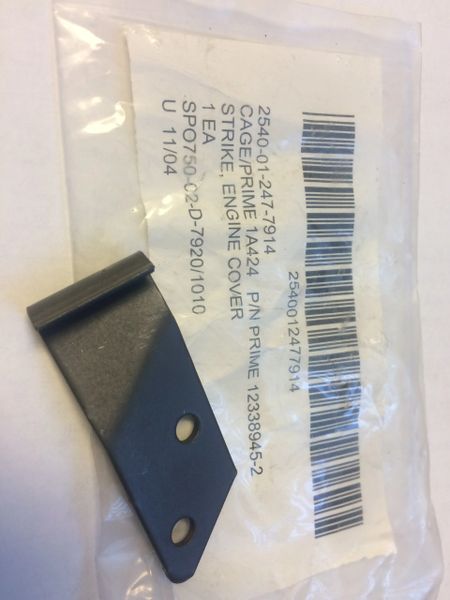 2540012477914
2540-01-247-7914
CAGE/PRIME 1A424 P/N PRIME 12338945-2
STRIKE, ENGINE COVER
1 EA
SPO750-02-D-7920/1010
U 11/04